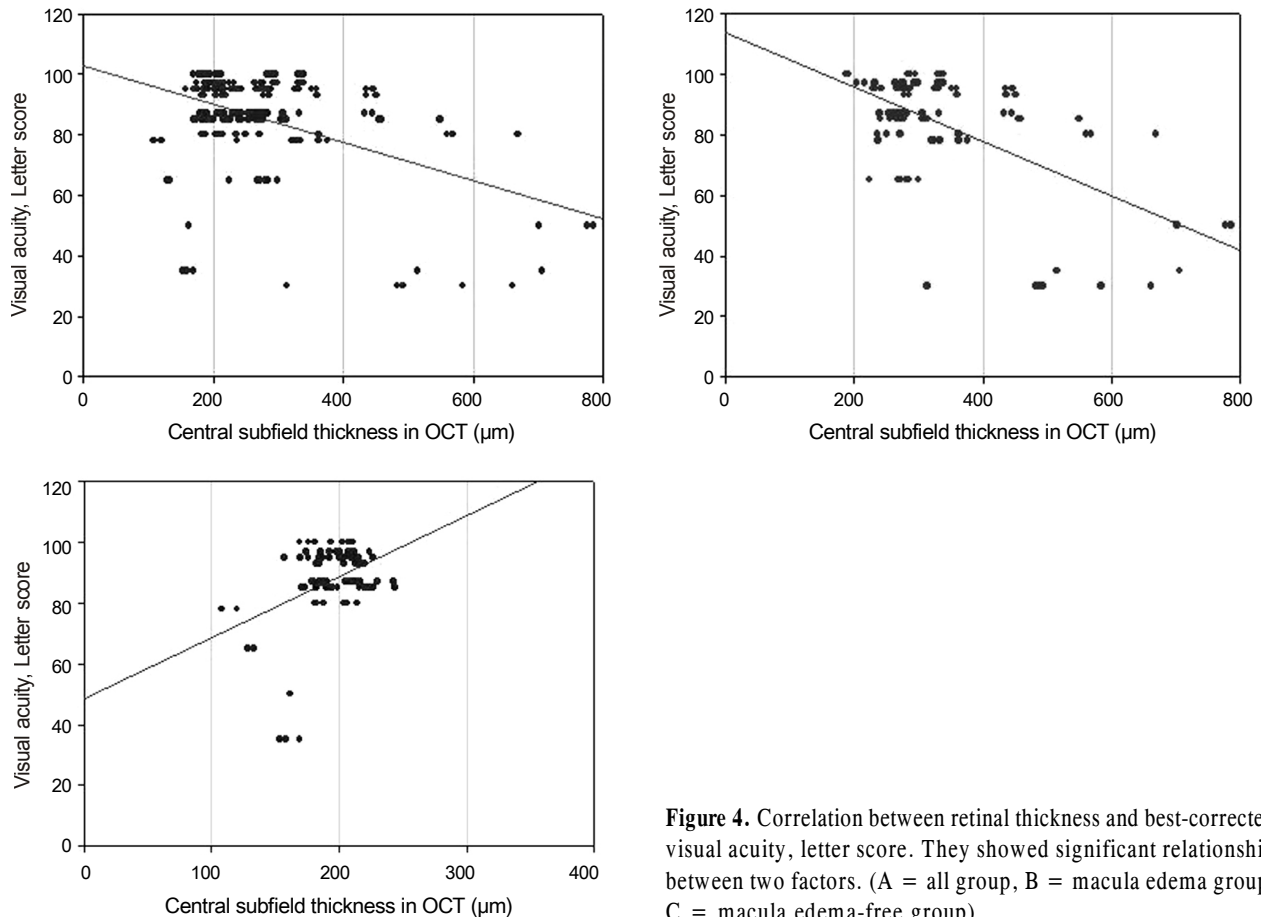 120
100
80
60
40
20
0
Visual acuity, Letter score
0 200 400 600 800
Central subfield thickness in OCT (μm)
120
100
80
60
40
20
0
Visual acuity, Letter score
0 200 400 600 800
Central subfield thickness in OCT (μm)
120
100
80
60
40
20
0
Visual acuity, Letter score
0 100 200 300 400
Central subfield thickness in OCT (μm)
Figure 4. Correlation between retinal thickness and best-correcte
visual acuity, letter score. They showed significant relationshi
between two factors. (A = all group, B = macula edema group
C = macula edema-free group)